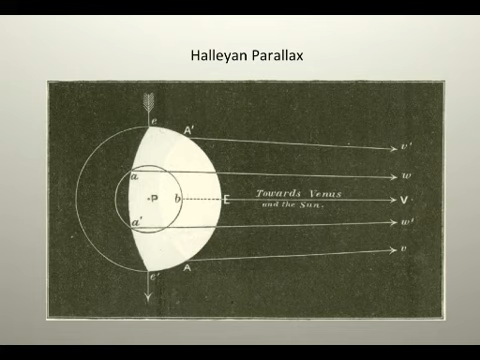 Halleyan Parallax
e
A'
v'
a
w
-P
b
E
Towards Venus
and the Sun.
V
a'
w'
A
v
e'